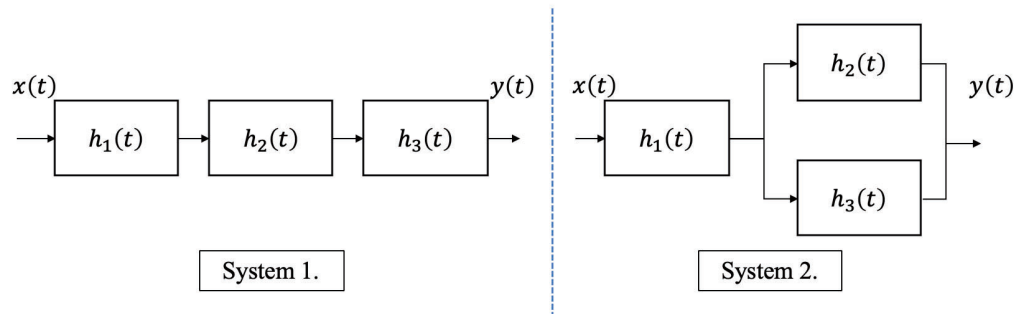 x(t)
h₁(t)
h₂(t)
h₃(t)
y(t)
System 1.
x(t)
h₁(t)
h₂(t)
h₃(t)
y(t)
System 2.